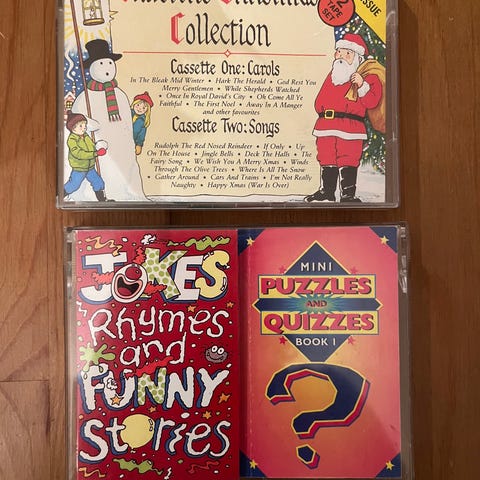 Christmas
Collection
2
TAPE
SET
ISSUE
Cassette One: Carols
In The Bleak Mid Winter • Hark The Herald • God Rest You
Merry Gentlemen • While Shepherds Watched
• Once In Royal David's City • Oh Come All Ye
Faithful • The First Noel • Away In A Manger
and other favourites
Cassette Two: Songs
Rudolph The Red Nosed Reindeer • If Only • Up
On The House • Jingle Bells • Deck The Halls • The
Fairy Song • We Wish You A Merry Xmas • Winds
Through The Olive Trees • Where Is All The Snow
• Gather Around • Cars And Trains • I'm Not Really
Naughty • Happy Xmas (War Is Over)
JOKES
Rhymes
and
FUNNY
Stories
MINI
PUZZLES
AND
QUIZZES
BOOK 1
?